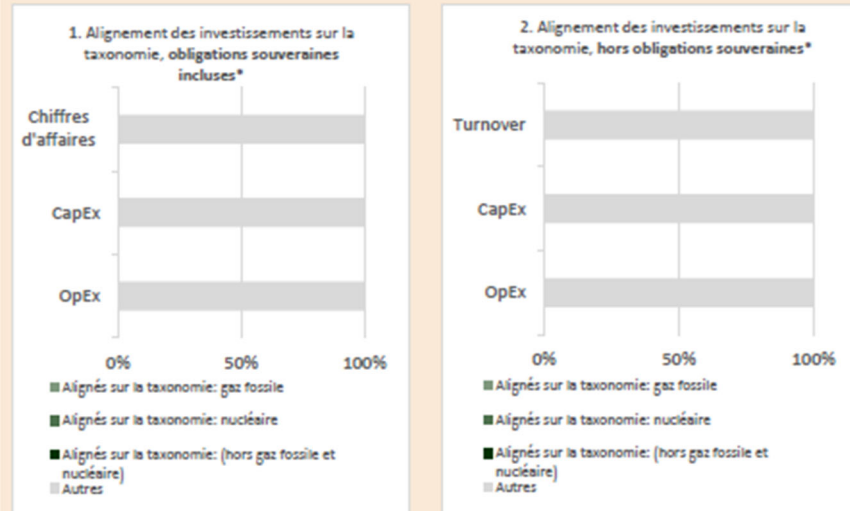 1. Alignement des investissements sur la
taxonomie, obligations souveraines
incluses*
Chiffres
d'affaires
CapEx
OpEx
0% 50% 100%
Alignés sur la taxonomie: gaz fossile
Alignés sur la taxonomie: nucléaire
Alignés sur la taxonomie: (hors gaz fossile et
nucléaire)
Autres
2. Alignement des investissements sur la
taxonomie, hors obligations souveraines*
Turnover
CapEx
OpEx
0% 50% 100%
Alignés sur la taxonomie: gaz fossile
Alignés sur la taxonomie: nucléaire
Alignés sur la taxonomie: (hors gaz fossile et
nucléaire)
Autres